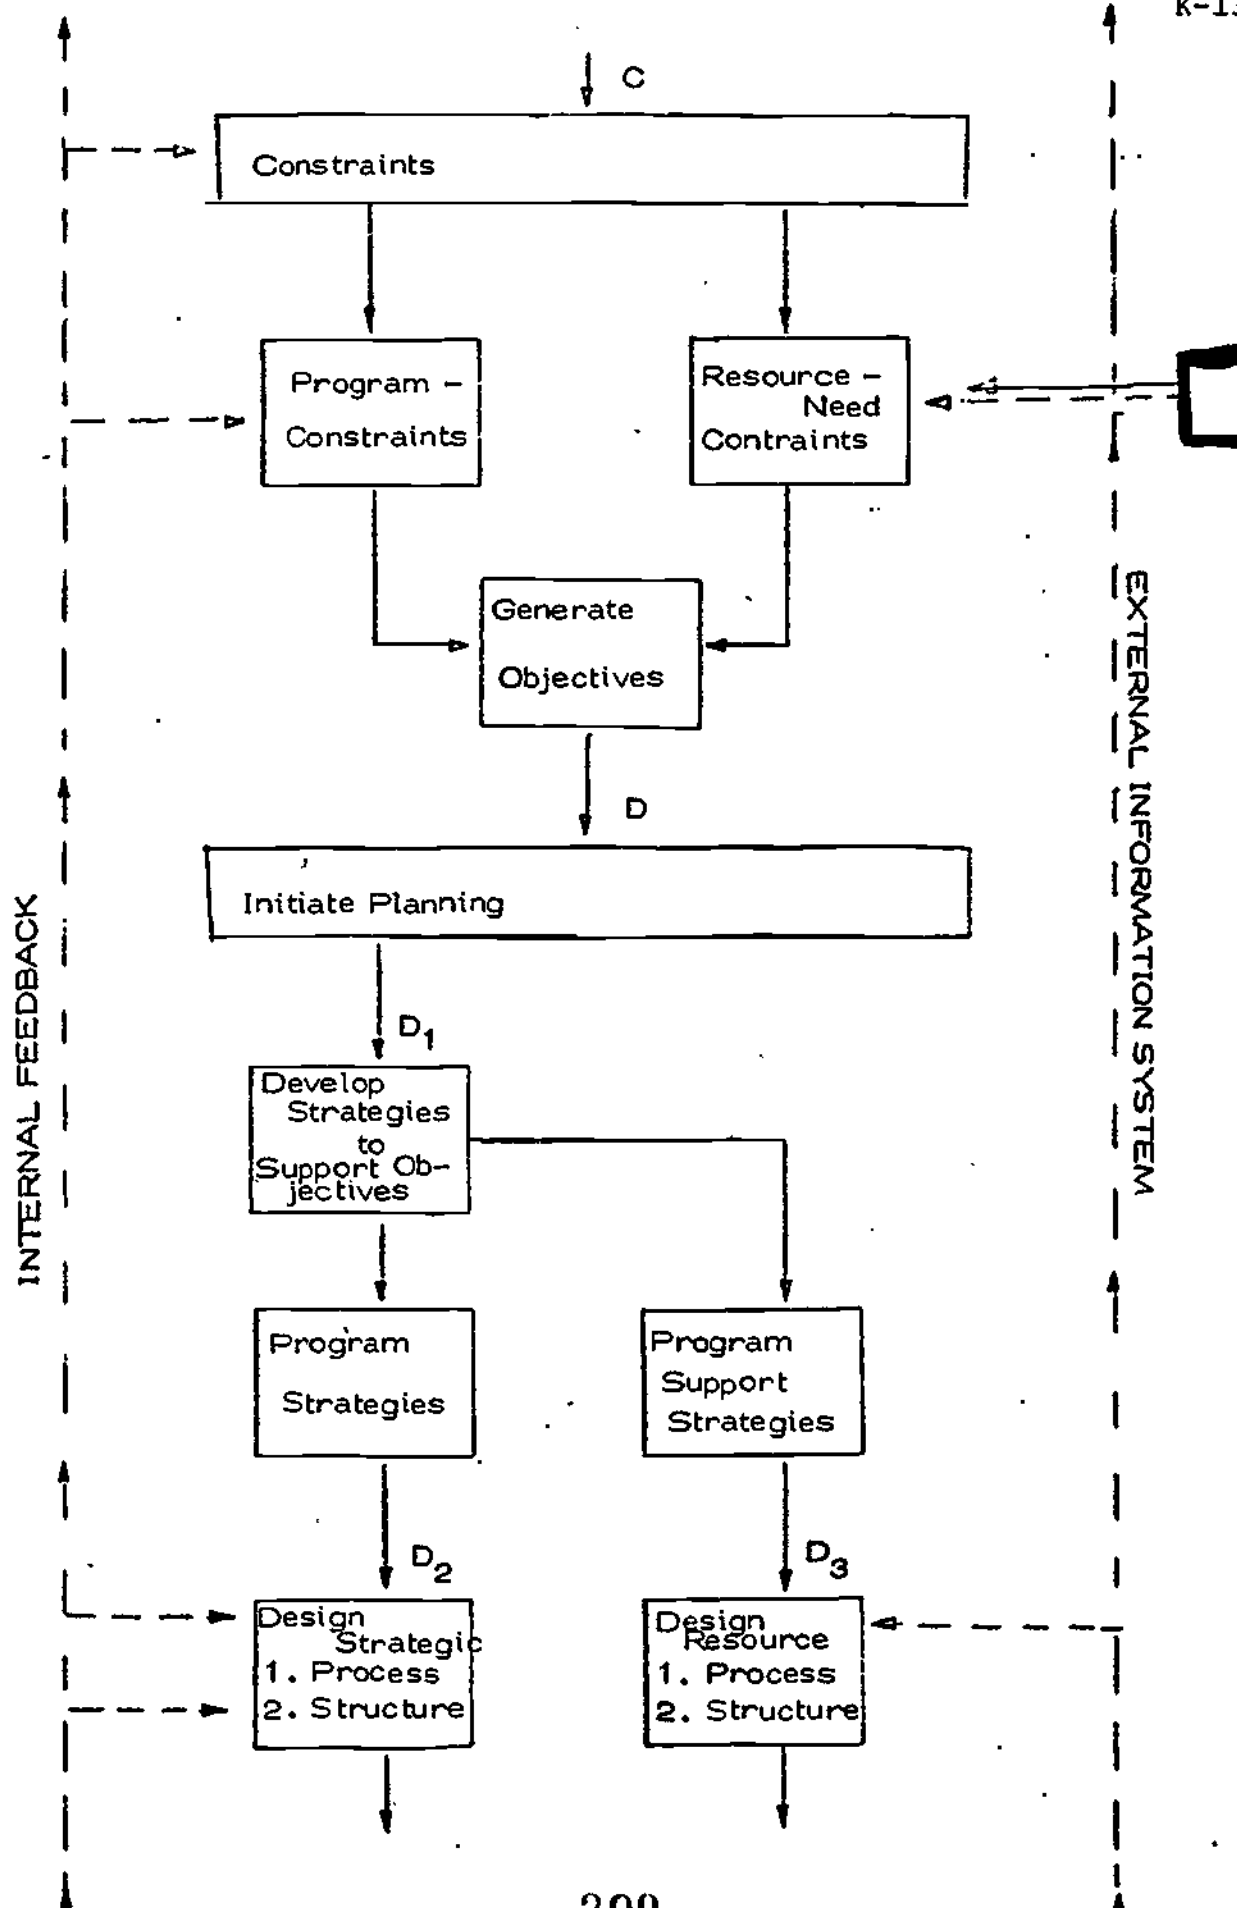 C
Constraints
Program -
Constraints
Resource -
Need
Contraints
Generate
Objectives
D
Initiate Planning
D1
Develop
Strategies
to
Support Ob-
jectives
Program
Strategies
Program
Support
Strategies
D2
D3
Design
Strategic
1. Process
2. Structure
Design
Resource
1. Process
2. Structure
INTERNAL FEEDBACK
EXTERNAL INFORMATION SYSTEM